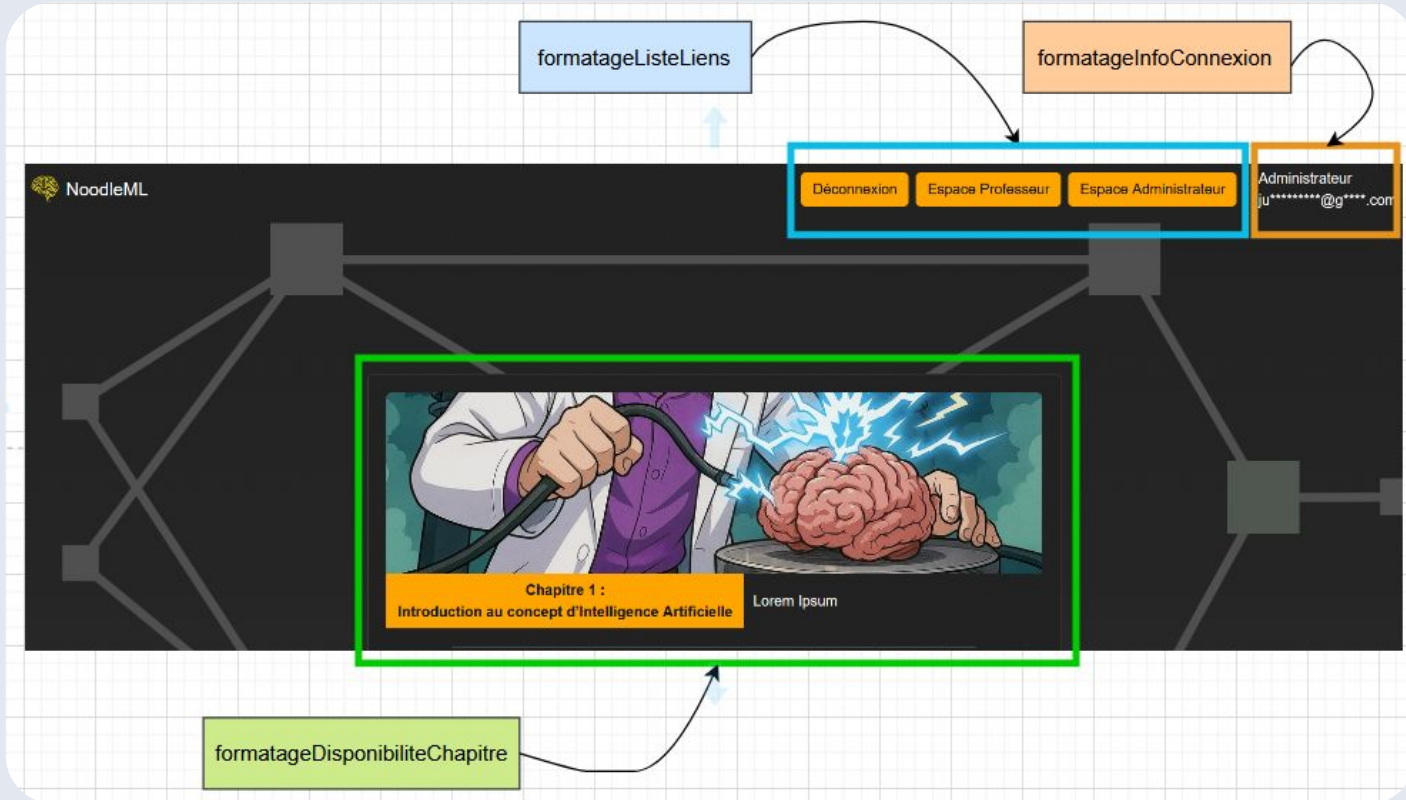 formatageListeLiens
formatageInfoConnexion
NoodleML
Déconnexion
Espace Professeur
Espace Administrateur
Administrateur
ju*********@g****.com
Chapitre 1 :
Introduction au concept d'Intelligence Artificielle
Lorem Ipsum
formatageDisponibiliteChapitre